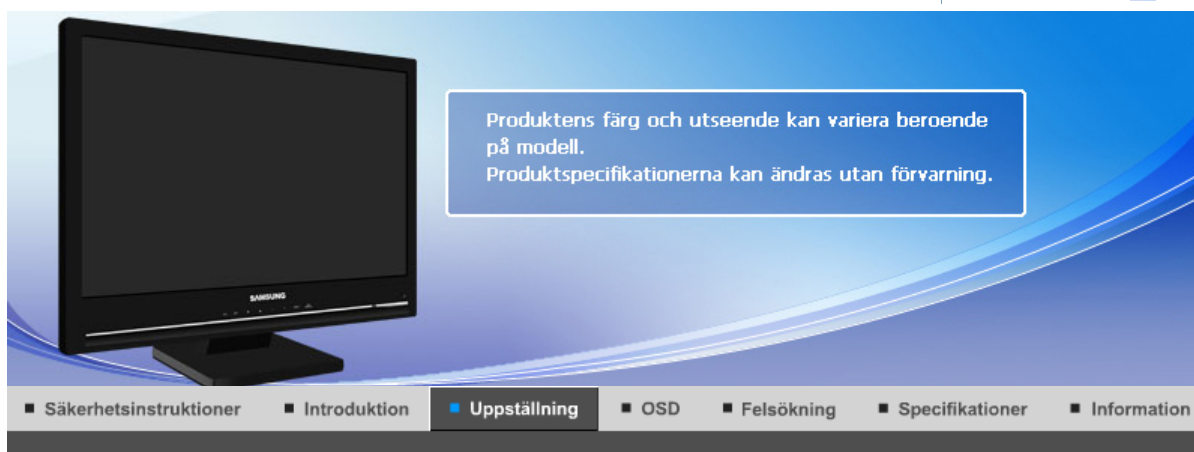 Produktens färg och utseende kan variera beroende
på modell.
Produktspecifikationerna kan ändras utan förvarning.
SAMSUNG
Säkerhetsinstruktioner
Introduktion
Uppställning
OSD
Felsökning
Specifikationer
Information